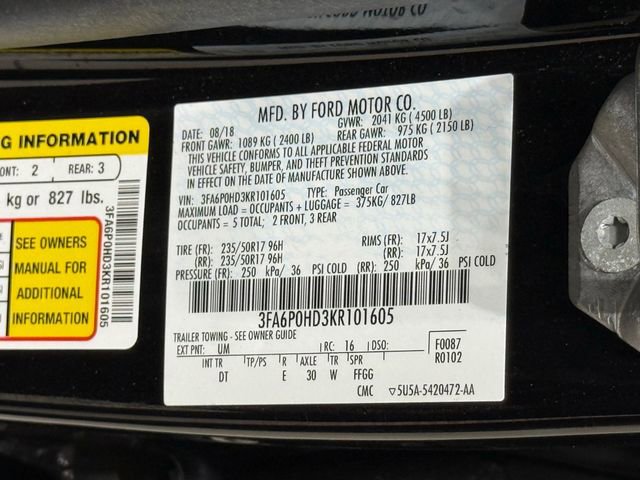 MFD. BY FORD MOTOR CO.
DATE: 08/18 GVWR: 2041 KG ( 4500 LB)
FRONT GAWR: 1089 KG ( 2400 LB) REAR GAWR: 975 KG ( 2150 LB)
THIS VEHICLE CONFORMS TO ALL APPLICABLE FEDERAL MOTOR
VEHICLE SAFETY, BUMPER, AND THEFT PREVENTION STANDARDS
IN EFFECT ON THE DATE OF MANUFACTURE SHOWN ABOVE.
VIN: 3FA6P0HD3KR101605 TYPE: Passenger Car
MAXIMUM LOAD = OCCUPANTS + LUGGAGE = 375KG/ 827LB
OCCUPANTS = 5 TOTAL; 2 FRONT, 3 REAR
TIRE (FR): 235/50R17 96H RIMS (FR): 17x7.5J
(RR): 235/50R17 96H (RR): 17x7.5J
PRESSURE (FR): 250 kPa/ 36 PSI COLD (RR): 250 kPa/ 36 PSI COLD
3FA6P0HD3KR101605
TRAILER TOWING - SEE OWNER GUIDE
EXT PNT: UM RC: 16 DSO: F0087
INT TR TP/PS R AXLE TR SPR R0102
DT E 30 W FFGG
CMC ▽5U5A-5420472-AA
NG INFORMATION
ONT: 2 REAR: 3
kg or 827 lbs.
SEE OWNERS
MANUAL FOR
ADDITIONAL
INFORMATION
3FA6P0HD3KR101605